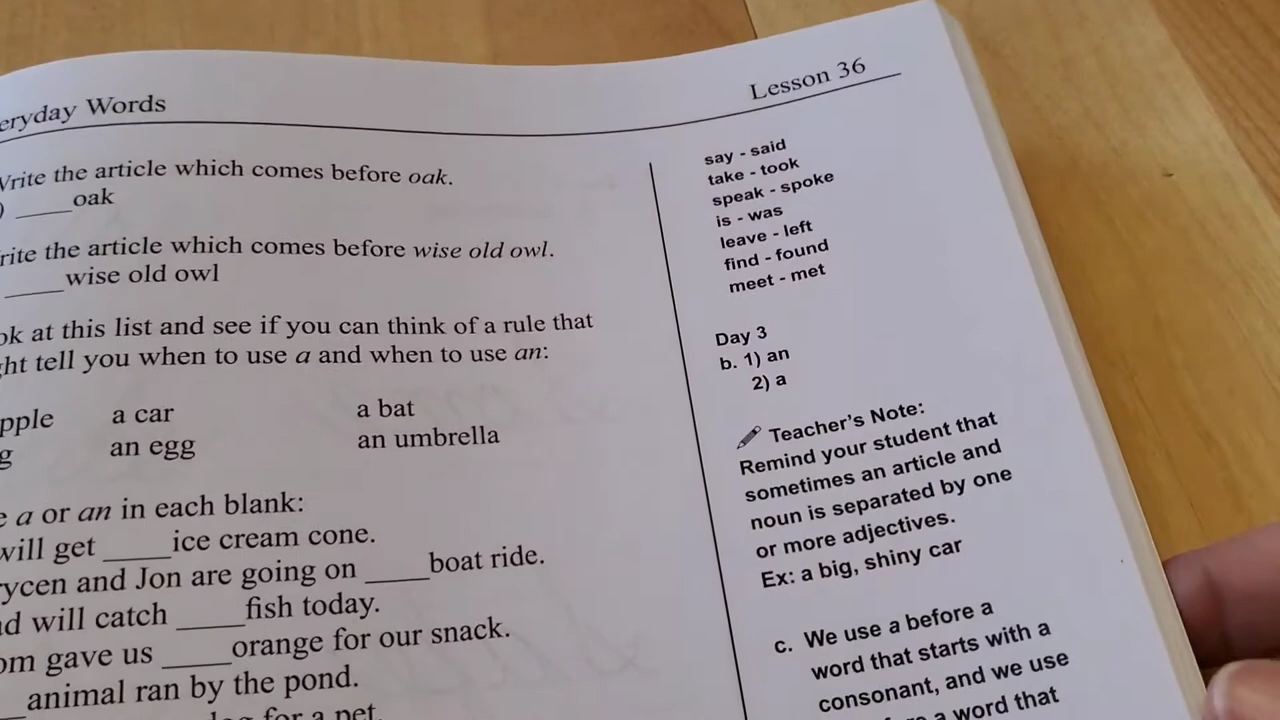 eryday Words
Lesson 36
Write the article which comes before oak.
) _____oak
rite the article which comes before wise old owl.
_____wise old owl
ok at this list and see if you can think of a rule that
ght tell you when to use a and when to use an:
pple a car a bat
g an egg an umbrella
e a or an in each blank:
will get _____ice cream cone.
rycen and Jon are going on _____boat ride.
ad will catch _____fish today.
om gave us _____orange for our snack.
_____animal ran by the pond.
for a pet.
say - said
take - took
speak - spoke
is - was
leave - left
find - found
meet - met
Day 3
b. 1) an
2) a
Teacher's Note:
Remind your student that
sometimes an article and
noun is separated by one
or more adjectives.
Ex: a big, shiny car
c. We use a before a
word that starts with a
consonant, and we use
a word that